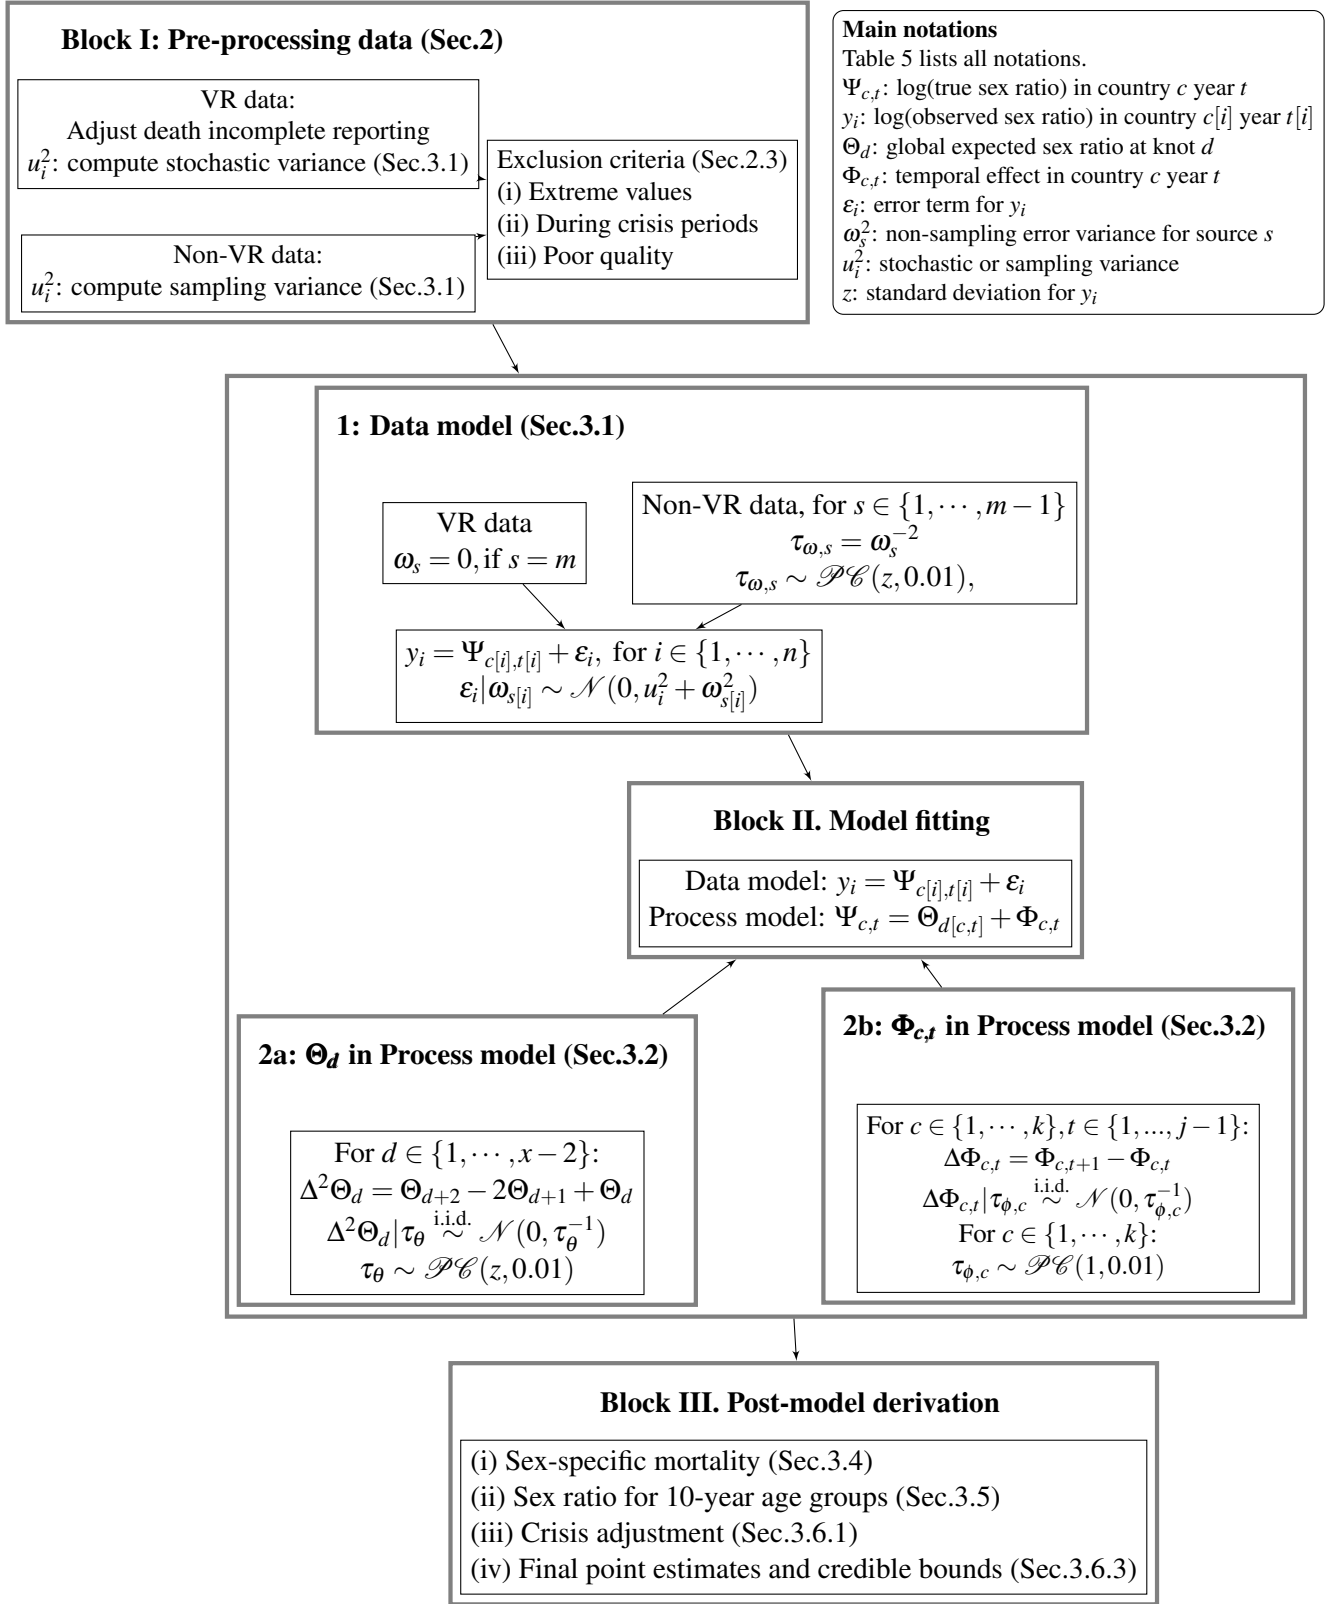 Block I: Pre-processing data (Sec.2)
VR data:
Adjust death incomplete reporting
u_i^2: compute stochastic variance (Sec.3.1)
Non-VR data:
u_i^2: compute sampling variance (Sec.3.1)
Exclusion criteria (Sec.2.3)
(i) Extreme values
(ii) During crisis periods
(iii) Poor quality
Main notations
Table 5 lists all notations.
Ψ_{c,t}: log(true sex ratio) in country c year t
y_i: log(observed sex ratio) in country c[i] year t[i]
Θ_d: global expected sex ratio at knot d
Φ_{c,t}: temporal effect in country c year t
ε_i: error term for y_i
ω_s^2: non-sampling error variance for source s
u_i^2: stochastic or sampling variance
z: standard deviation for y_i
1: Data model (Sec.3.1)
VR data
ω_s = 0, if s = m
Non-VR data, for s ∈ {1, ⋯, m − 1}
τ_{ω,s} = ω_s^{−2}
τ_{ω,s} ∼ 𝒫𝒞(z, 0.01),
y_i = Ψ_{c[i],t[i]} + ε_i, for i ∈ {1, ⋯, n}
ε_i|ω_{s[i]} ∼ 𝒩(0, u_i^2 + ω_{s[i]}^2)
Block II. Model fitting
Data model: y_i = Ψ_{c[i],t[i]} + ε_i
Process model: Ψ_{c,t} = Θ_{d[c,t]} + Φ_{c,t}
2a: Θ_d in Process model (Sec.3.2)
For d ∈ {1, ⋯, x − 2}:
Δ^2Θ_d = Θ_{d+2} − 2Θ_{d+1} + Θ_d
Δ^2Θ_d|τ_θ i.i.d. ∼ 𝒩(0, τ_θ^{−1})
τ_θ ∼ 𝒫𝒞(z, 0.01)
2b: Φ_{c,t} in Process model (Sec.3.2)
For c ∈ {1, ⋯, k}, t ∈ {1, ..., j − 1}:
ΔΦ_{c,t} = Φ_{c,t+1} − Φ_{c,t}
ΔΦ_{c,t}|τ_{ϕ,c} i.i.d. ∼ 𝒩(0, τ_{ϕ,c}^{−1})
For c ∈ {1, ⋯, k}:
τ_{ϕ,c} ∼ 𝒫𝒞(1, 0.01)
Block III. Post-model derivation
(i) Sex-specific mortality (Sec.3.4)
(ii) Sex ratio for 10-year age groups (Sec.3.5)
(iii) Crisis adjustment (Sec.3.6.1)
(iv) Final point estimates and credible bounds (Sec.3.6.3)